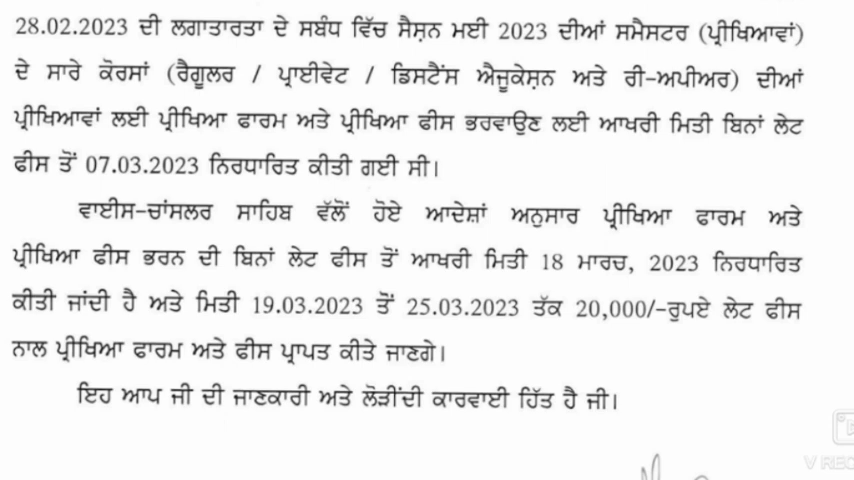 28.02.2023 ਦੀ ਲਗਾਤਾਰਤਾ ਦੇ ਸਬੰਧ ਵਿੱਚ ਸੈਸ਼ਨ ਮਈ 2023 ਦੀਆਂ ਸਮੈਸਟਰ (ਪ੍ਰੀਖਿਆਵਾਂ)
ਦੇ ਸਾਰੇ ਕੋਰਸਾਂ (ਰੈਗੂਲਰ / ਪ੍ਰਾਈਵੇਟ / ਡਿਸਟੈਂਸ ਐਜੂਕੇਸ਼ਨ ਅਤੇ ਰੀ-ਅਪੀਅਰ) ਦੀਆਂ
ਪ੍ਰੀਖਿਆਵਾਂ ਲਈ ਪ੍ਰੀਖਿਆ ਫਾਰਮ ਅਤੇ ਪ੍ਰੀਖਿਆ ਫੀਸ ਭਰਵਾਉਣ ਲਈ ਆਖਰੀ ਮਿਤੀ ਬਿਨਾਂ ਲੇਟ
ਫੀਸ ਤੋਂ 07.03.2023 ਨਿਰਧਾਰਿਤ ਕੀਤੀ ਗਈ ਸੀ।
ਵਾਈਸ-ਚਾਂਸਲਰ ਸਾਹਿਬ ਵੱਲੋਂ ਹੋਏ ਆਦੇਸ਼ਾਂ ਅਨੁਸਾਰ ਪ੍ਰੀਖਿਆ ਫਾਰਮ ਅਤੇ
ਪ੍ਰੀਖਿਆ ਫੀਸ ਭਰਨ ਦੀ ਬਿਨਾਂ ਲੇਟ ਫੀਸ ਤੋਂ ਆਖਰੀ ਮਿਤੀ 18 ਮਾਰਚ, 2023 ਨਿਰਧਾਰਿਤ
ਕੀਤੀ ਜਾਂਦੀ ਹੈ ਅਤੇ ਮਿਤੀ 19.03.2023 ਤੋਂ 25.03.2023 ਤੱਕ 20,000/-ਰੁਪਏ ਲੇਟ ਫੀਸ
ਨਾਲ ਪ੍ਰੀਖਿਆ ਫਾਰਮ ਅਤੇ ਫੀਸ ਪ੍ਰਾਪਤ ਕੀਤੇ ਜਾਣਗੇ।
ਇਹ ਆਪ ਜੀ ਦੀ ਜਾਣਕਾਰੀ ਅਤੇ ਲੋੜੀਂਦੀ ਕਾਰਵਾਈ ਹਿੱਤ ਹੈ ਜੀ।
V REC